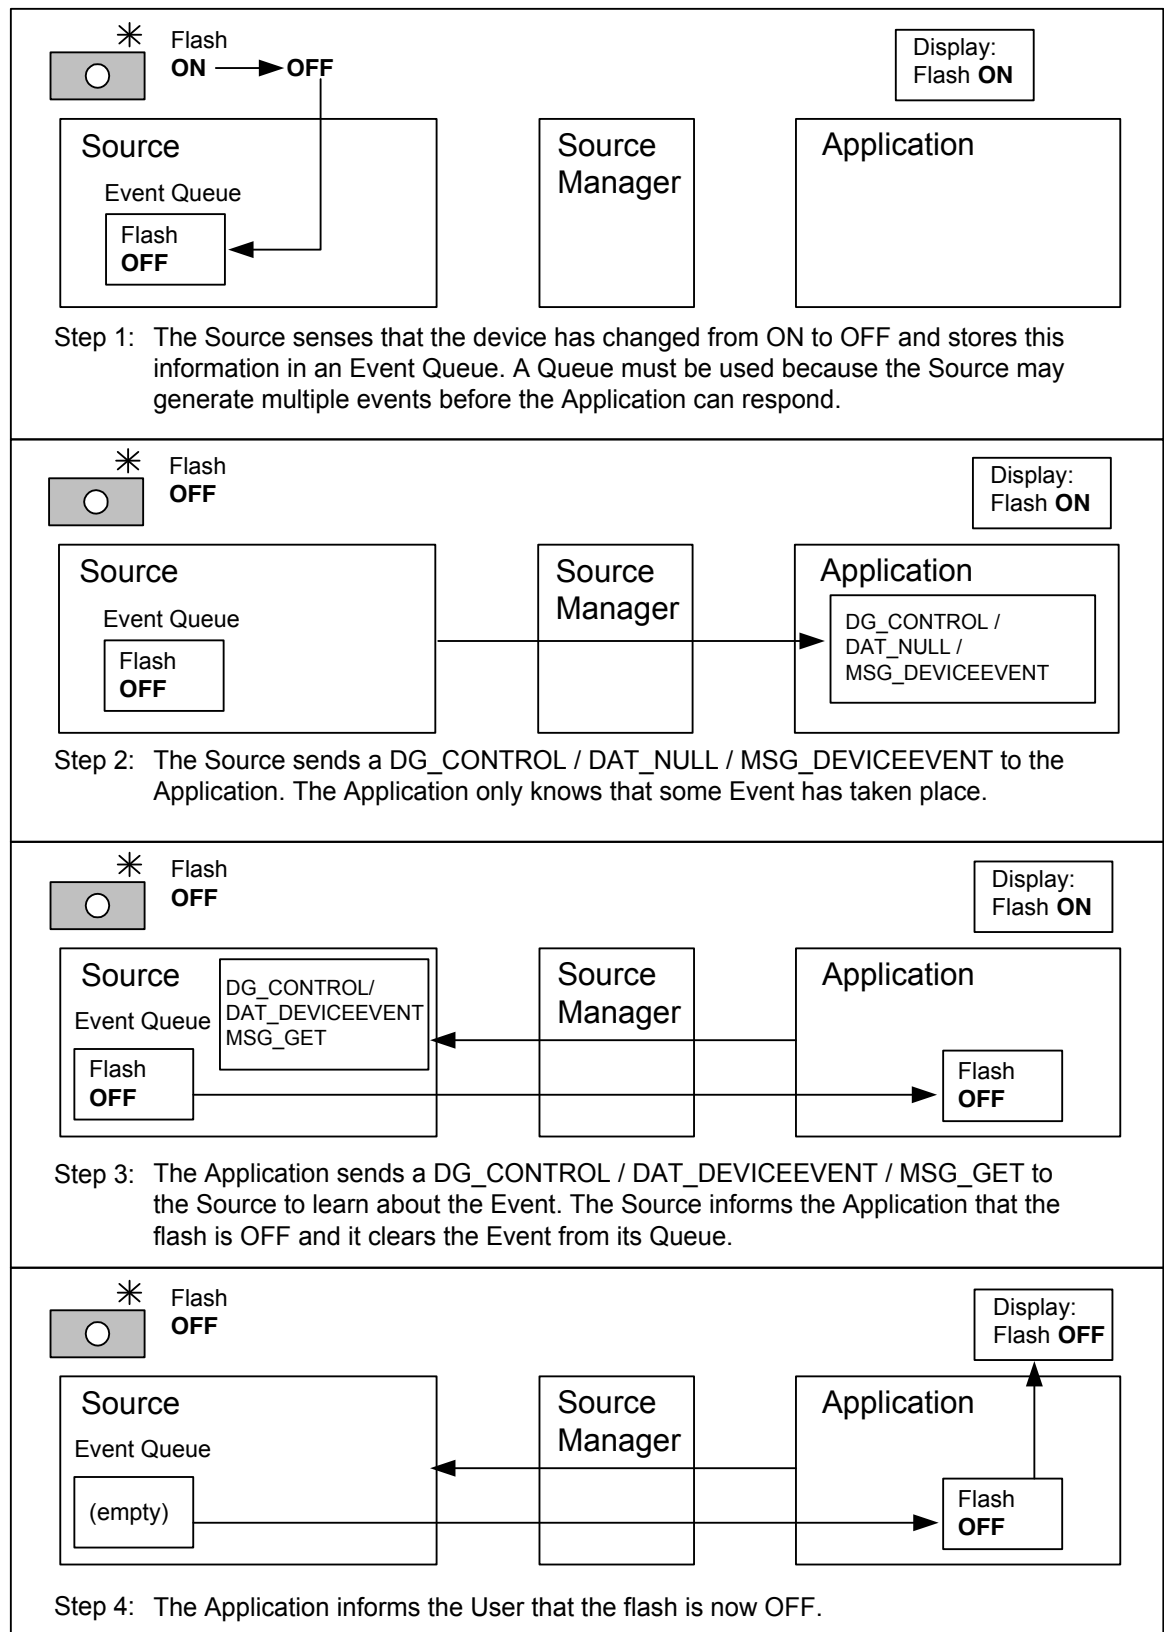 Flash
ON OFF
Display:
Flash ON
Source
Event Queue
Flash
OFF
Source
Manager
Application
Step 1: The Source senses that the device has changed from ON to OFF and stores this
information in an Event Queue. A Queue must be used because the Source may
generate multiple events before the Application can respond.
Flash
OFF
Display:
Flash ON
Source
Event Queue
Flash
OFF
Source
Manager
Application
DG_CONTROL /
DAT_NULL /
MSG_DEVICEEVENT
Step 2: The Source sends a DG_CONTROL / DAT_NULL / MSG_DEVICEEVENT to the
Application. The Application only knows that some Event has taken place.
Flash
OFF
Display:
Flash ON
Source
Event Queue
Flash
OFF
DG_CONTROL/
DAT_DEVICEEVENT
MSG_GET
Source
Manager
Application
Flash
OFF
Step 3: The Application sends a DG_CONTROL / DAT_DEVICEEVENT / MSG_GET to
the Source to learn about the Event. The Source informs the Application that the
flash is OFF and it clears the Event from its Queue.
Flash
OFF
Display:
Flash OFF
Source
Event Queue
(empty)
Source
Manager
Application
Flash
OFF
Step 4: The Application informs the User that the flash is now OFF.